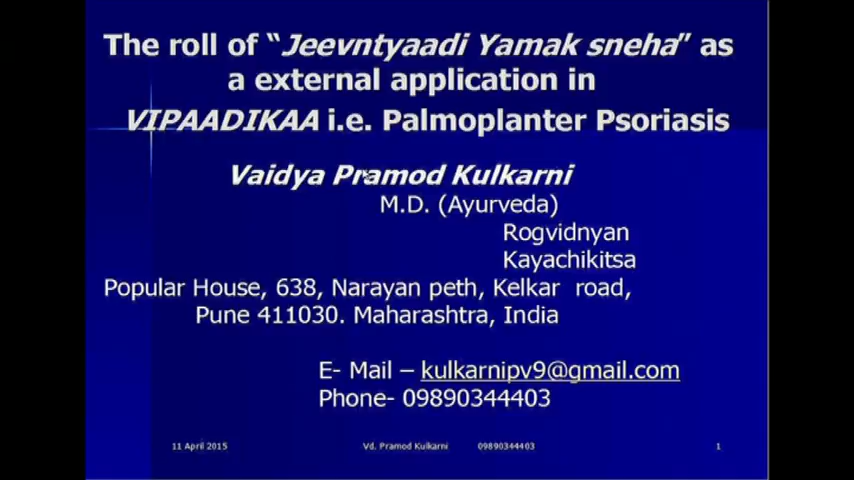 The roll of “Jeevntyaadi Yamak sneha” as
a external application in
VIPAADIKAA i.e. Palmoplanter Psoriasis
Vaidya Pramod Kulkarni
M.D. (Ayurveda)
Rogvidnyan
Kayachikitsa
Popular House, 638, Narayan peth, Kelkar road,
Pune 411030. Maharashtra, India
E- Mail – kulkarnipv9@gmail.com
Phone- 09890344403
11 April 2015 Vd. Pramod Kulkarni 09890344403 1